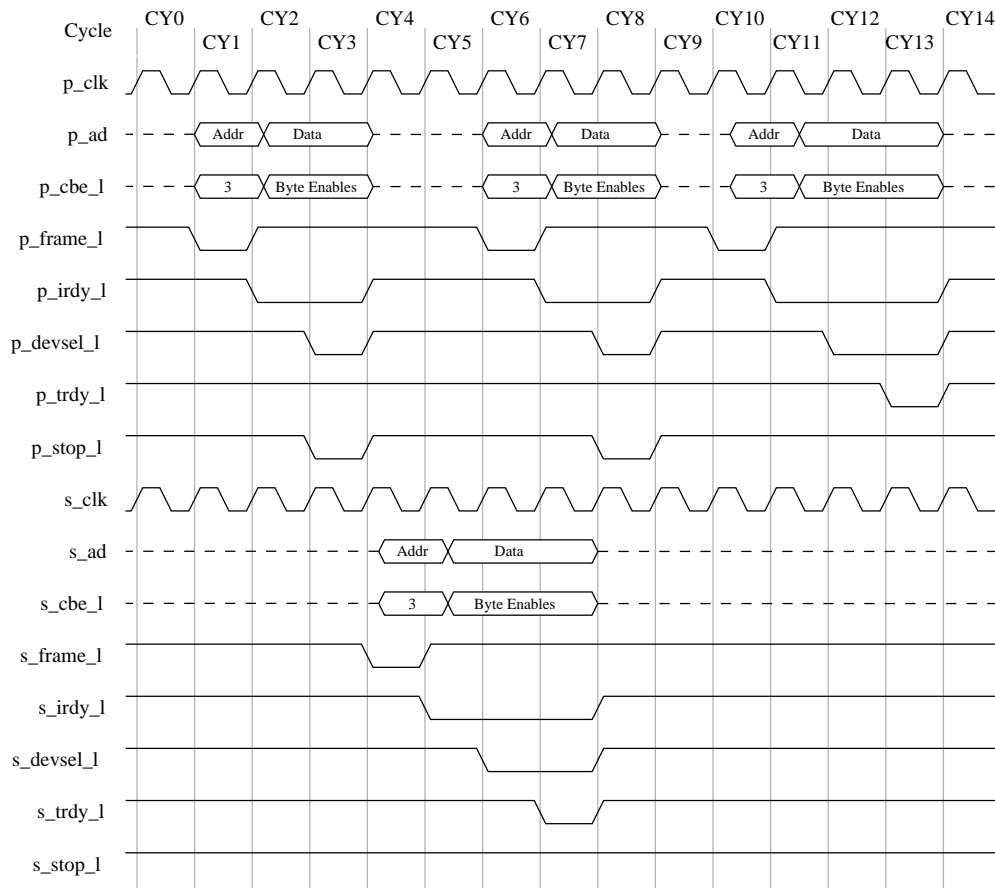 CY0 CY2 CY4 CY6 CY8 CY10 CY12 CY14
Cycle
CY1 CY3 CY5 CY7 CY9 CY11 CY13
p_clk
p_ad Addr Data Addr Data Addr Data
p_cbe_l 3 Byte Enables 3 Byte Enables 3 Byte Enables
p_frame_l
p_irdy_l
p_devsel_l
p_trdy_l
p_stop_l
s_clk
s_ad Addr Data
s_cbe_l 3 Byte Enables
s_frame_l
s_irdy_l
s_devsel_l
s_trdy_l
s_stop_l